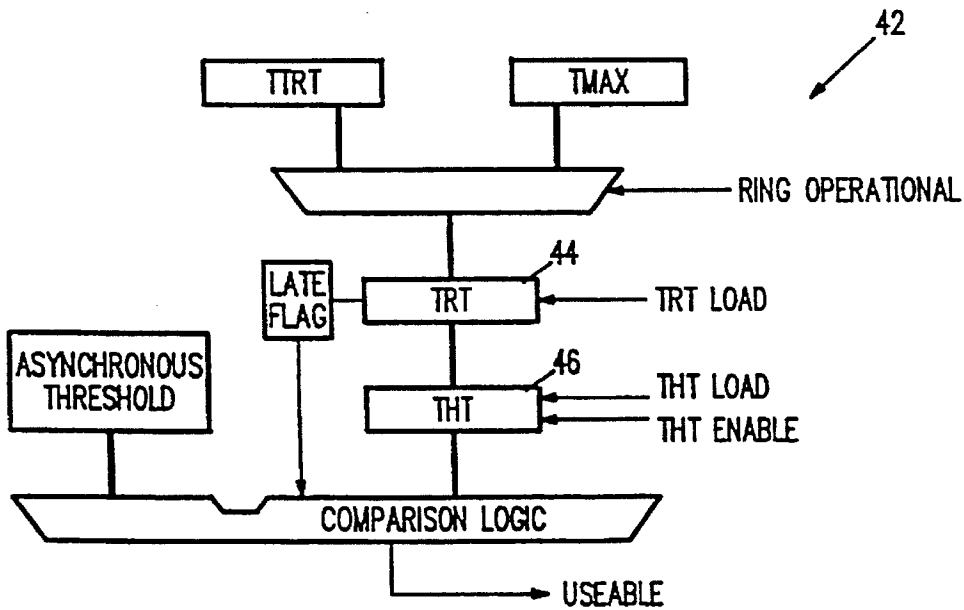 42
TTRT
TMAX
RING OPERATIONAL
44
LATE
FLAG
TRT
TRT LOAD
ASYNCHRONOUS
THRESHOLD
46
THT
THT LOAD
THT ENABLE
COMPARISON LOGIC
USEABLE